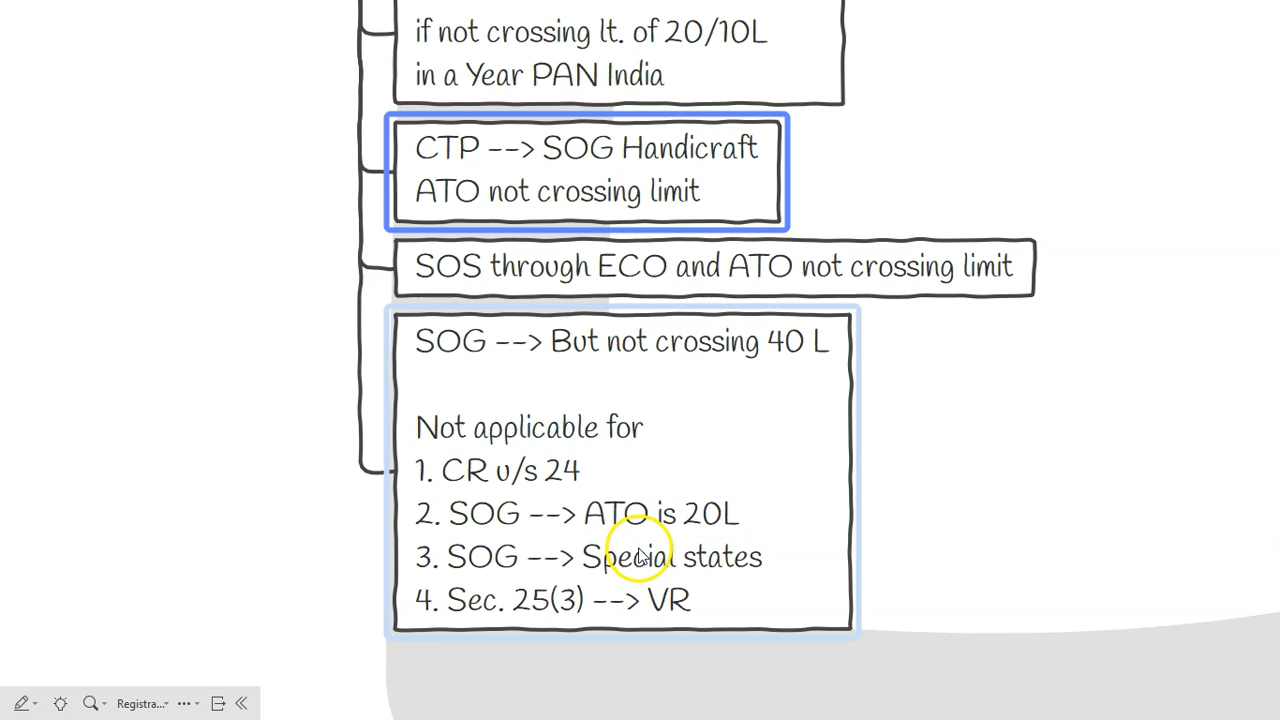 if not crossing lt. of 20/10L
in a Year PAN India
CTP --> SOG Handicraft
ATO not crossing limit
SOS through ECO and ATO not crossing limit
SOG --> But not crossing 40 L
Not applicable for
1. CR u/s 24
2. SOG --> ATO is 20L
3. SOG --> Special states
4. Sec. 25(3) --> VR
Registra...